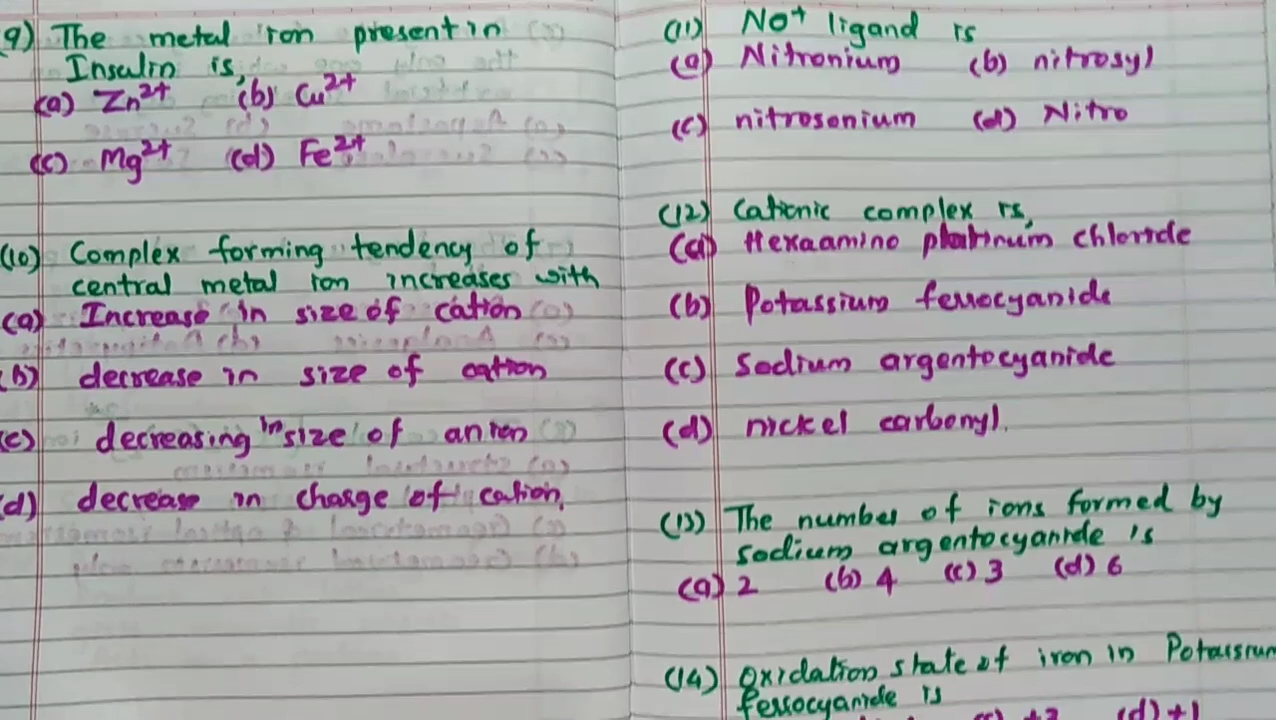 9) The metal ion present in
Insulin is,
(a) Zn2+ (b) Cu2+
(c) Mg2+ (d) Fe2+
(10) Complex forming tendency of
central metal ion increases with
(a) Increase in size of cation
(b) decrease in size of cation
(c) decreasing in size of anion
(d) decrease in charge of cation,
(11) NO+ ligand is
(a) Nitronium (b) nitrosyl
(c) nitrosonium (d) Nitro
(12) Cationic complex is,
(a) Hexaamino platinum chloride
(b) Potassium ferrocyanide
(c) Sodium argentocyanide
(d) nickel carbonyl.
(13) The number of ions formed by
sodium argentocyanide is
(a) 2 (b) 4 (c) 3 (d) 6
(14) Oxidation state of iron in Potassium
ferrocyanide is
(d) +1